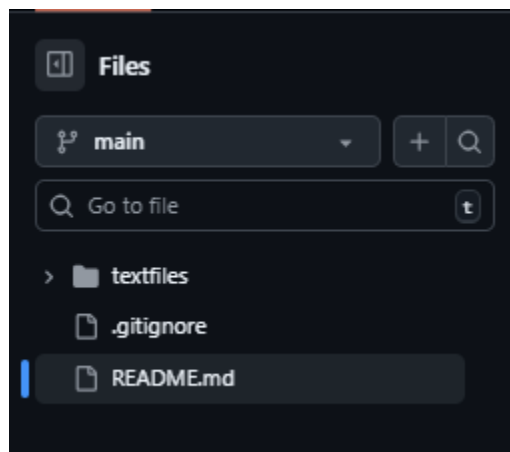 Files
main
Go to file
t
textfiles
.gitignore
README.md